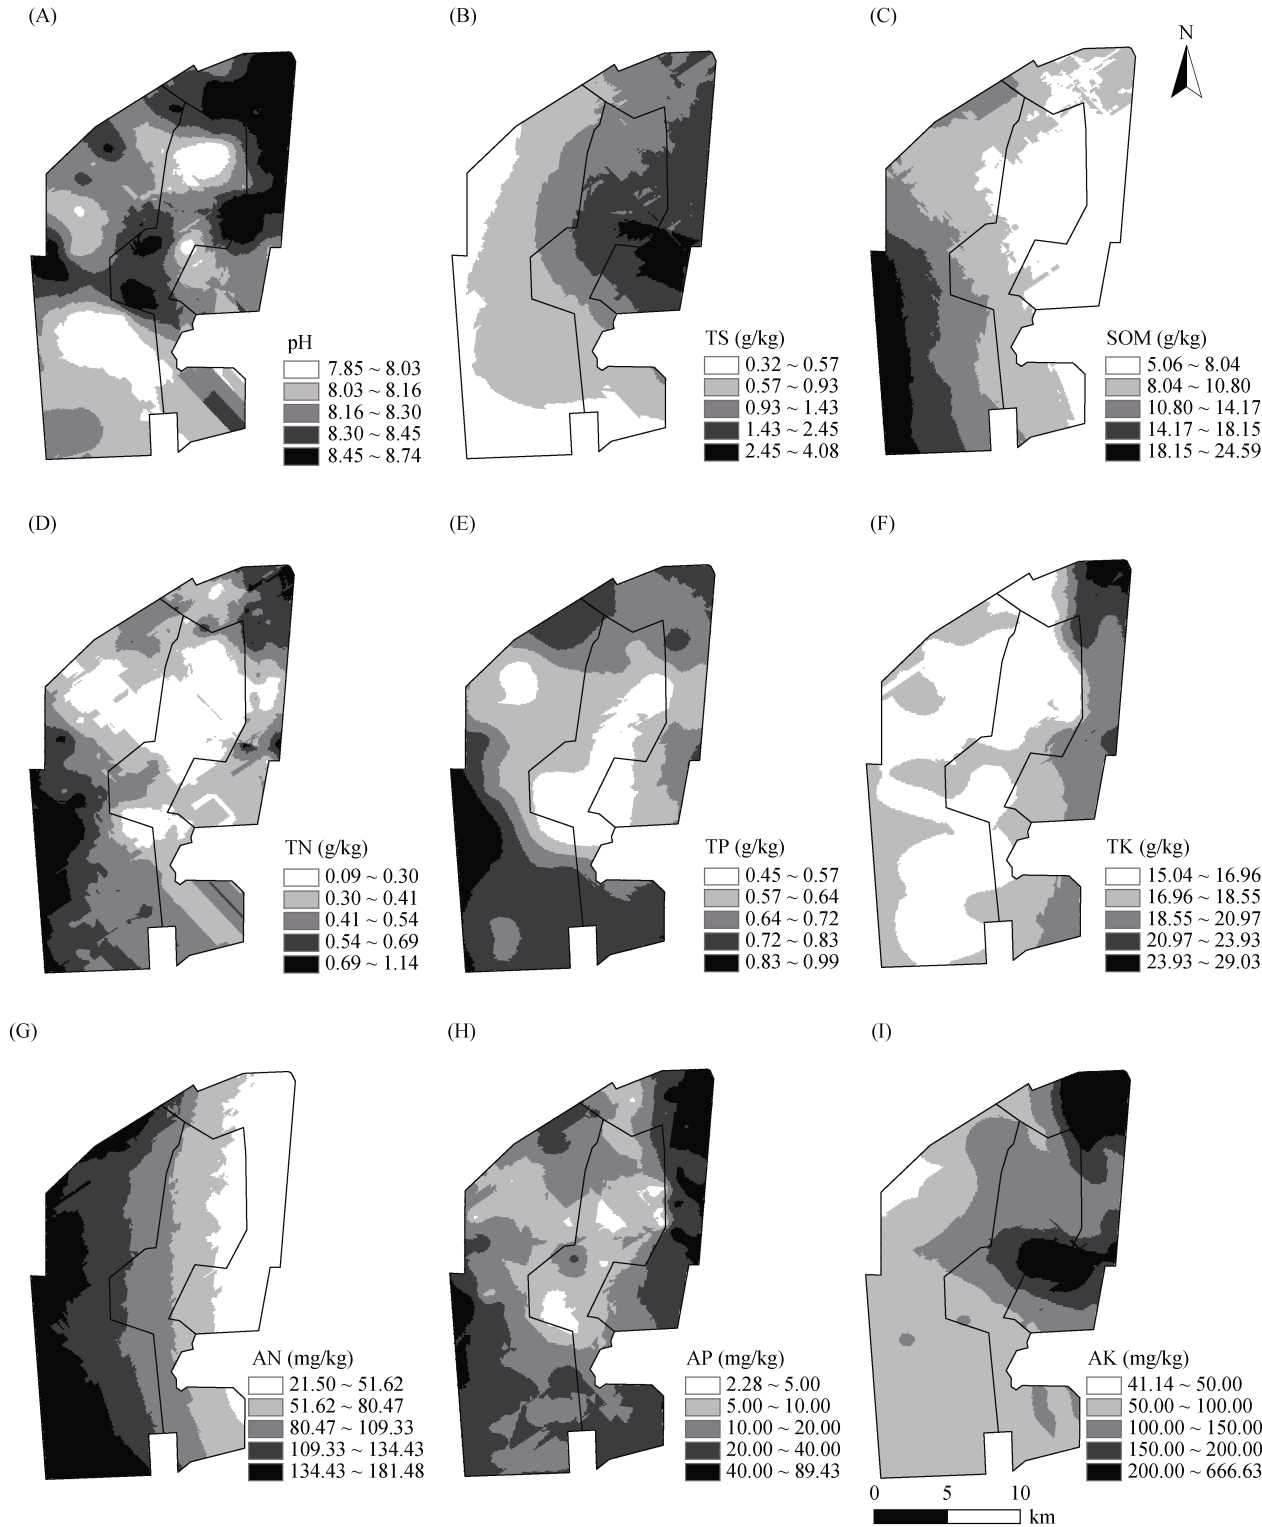 (A)
(B)
(C)
N
pH
7.85 ~ 8.03
8.03 ~ 8.16
8.16 ~ 8.30
8.30 ~ 8.45
8.45 ~ 8.74
TS (g/kg)
0.32 ~ 0.57
0.57 ~ 0.93
0.93 ~ 1.43
1.43 ~ 2.45
2.45 ~ 4.08
SOM (g/kg)
5.06 ~ 8.04
8.04 ~ 10.80
10.80 ~ 14.17
14.17 ~ 18.15
18.15 ~ 24.59
(D)
(E)
(F)
TN (g/kg)
0.09 ~ 0.30
0.30 ~ 0.41
0.41 ~ 0.54
0.54 ~ 0.69
0.69 ~ 1.14
TP (g/kg)
0.45 ~ 0.57
0.57 ~ 0.64
0.64 ~ 0.72
0.72 ~ 0.83
0.83 ~ 0.99
TK (g/kg)
15.04 ~ 16.96
16.96 ~ 18.55
18.55 ~ 20.97
20.97 ~ 23.93
23.93 ~ 29.03
(G)
(H)
(I)
AN (mg/kg)
21.50 ~ 51.62
51.62 ~ 80.47
80.47 ~ 109.33
109.33 ~ 134.43
134.43 ~ 181.48
AP (mg/kg)
2.28 ~ 5.00
5.00 ~ 10.00
10.00 ~ 20.00
20.00 ~ 40.00
40.00 ~ 89.43
AK (mg/kg)
41.14 ~ 50.00
50.00 ~ 100.00
100.00 ~ 150.00
150.00 ~ 200.00
200.00 ~ 666.63
0 5 10
km